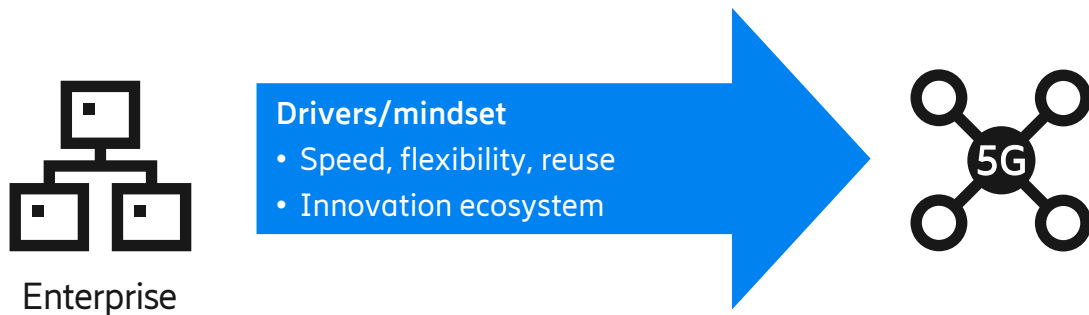 Drivers/mindset
• Speed, flexibility, reuse
• Innovation ecosystem
5G
Enterprise